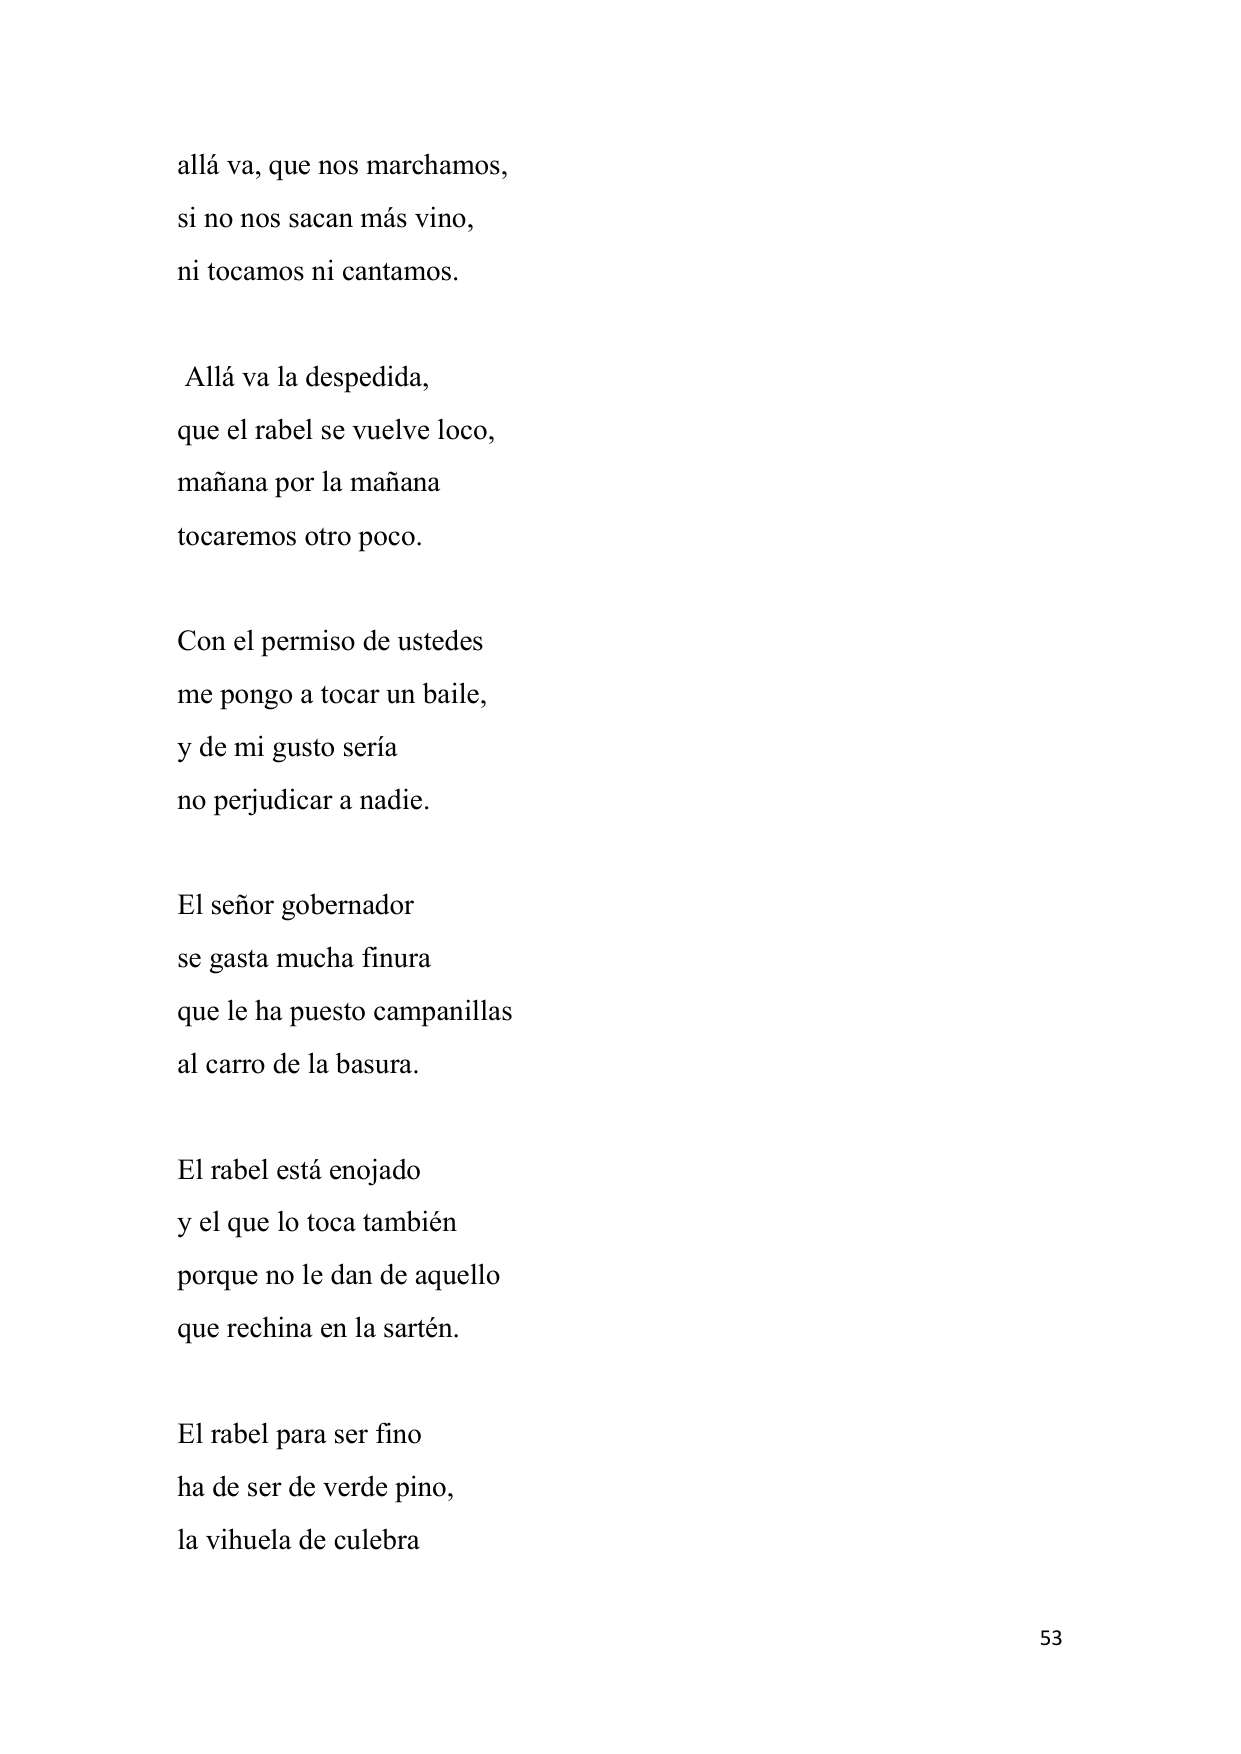 allá va, que nos marchamos,
si no nos sacan más vino,
ni tocamos ni cantamos.

Allá va la despedida,
que el rabel se vuelve loco,
mañana por la mañana
tocaremos otro poco.

Con el permiso de ustedes
me pongo a tocar un baile,
y de mi gusto sería
no perjudicar a nadie.

El señor gobernador
se gasta mucha finura
que le ha puesto campanillas
al carro de la basura.

El rabel está enojado
y el que lo toca también
porque no le dan de aquello
que rechina en la sartén.

El rabel para ser fino
ha de ser de verde pino,
la vihuela de culebra

53